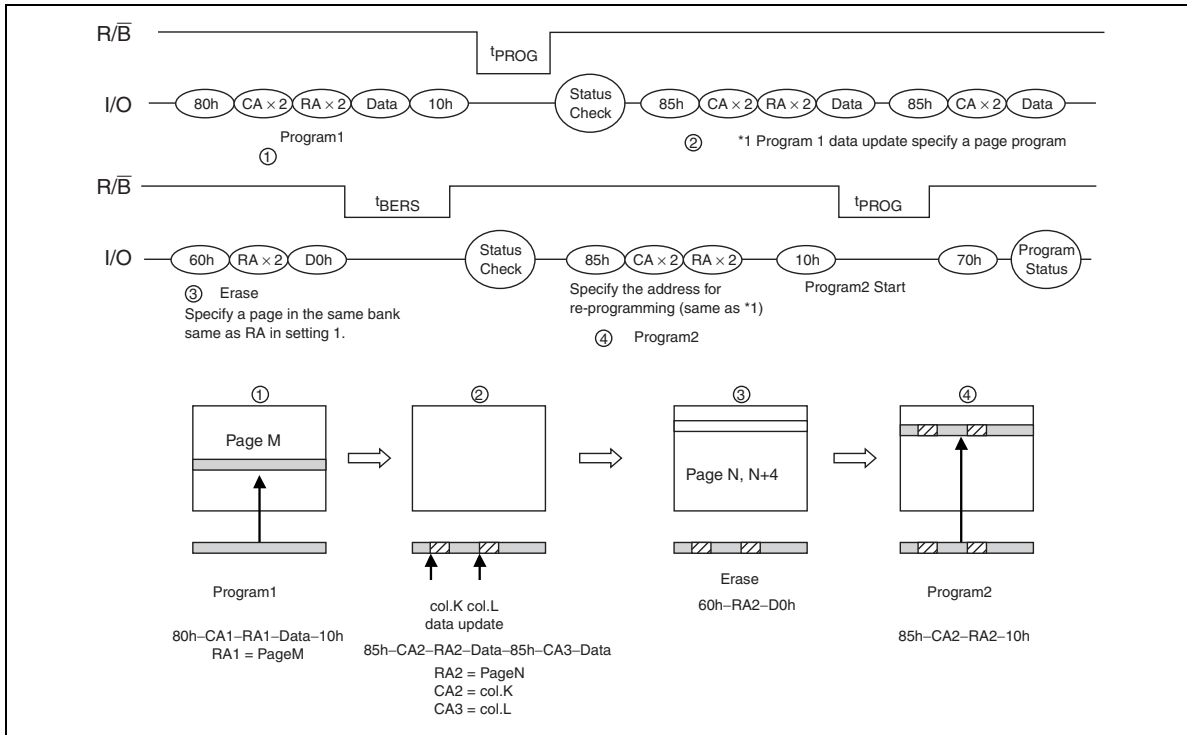 R/B
tPROG
I/O
80h CA × 2 RA × 2 Data 10h Status Check 85h CA × 2 RA × 2 Data 85h CA × 2 Data
Program1
①
② *1 Program 1 data update specify a page program
R/B
tBERS tPROG
I/O
60h RA × 2 D0h Status Check 85h CA × 2 RA × 2 10h 70h Program Status
③ Erase
Specify a page in the same bank
same as RA in setting 1.
Specify the address for
re-programming (same as *1)
Program2 Start
④ Program2
① ② ③ ④
Page M
Page N, N+4
Program1
80h–CA1–RA1–Data–10h
RA1 = PageM
col.K col.L
data update
85h–CA2–RA2–Data–85h–CA3–Data
RA2 = PageN
CA2 = col.K
CA3 = col.L
Erase
60h–RA2–D0h
Program2
85h–CA2–RA2–10h